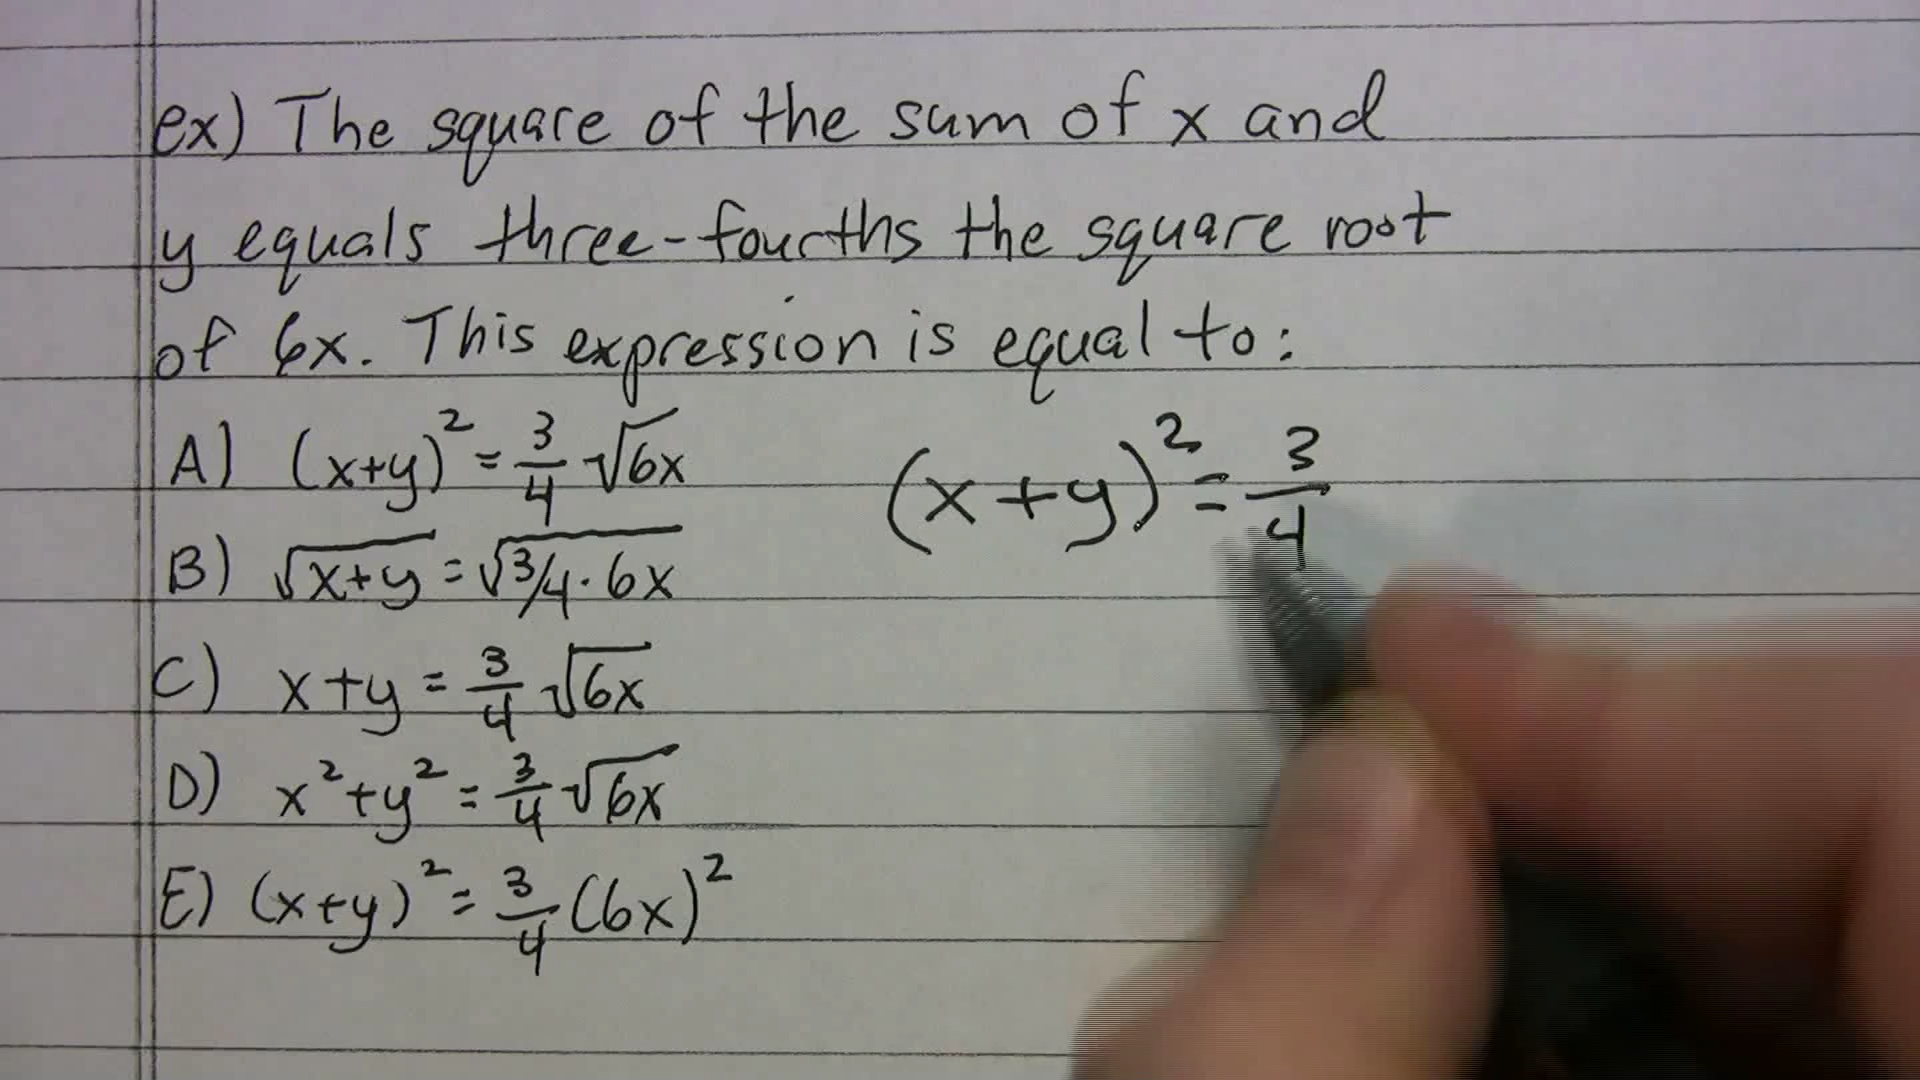 ex) The square of the sum of x and
y equals three-fourths the square root
of 6x. This expression is equal to:
A) (x+y)² = 3/4 √6x
(x+y)² = 3/4
B) √x+y = √3/4·6x
C) x+y = 3/4 √6x
D) x²+y² = 3/4 √6x
E) (x+y)² = 3/4 (6x)²